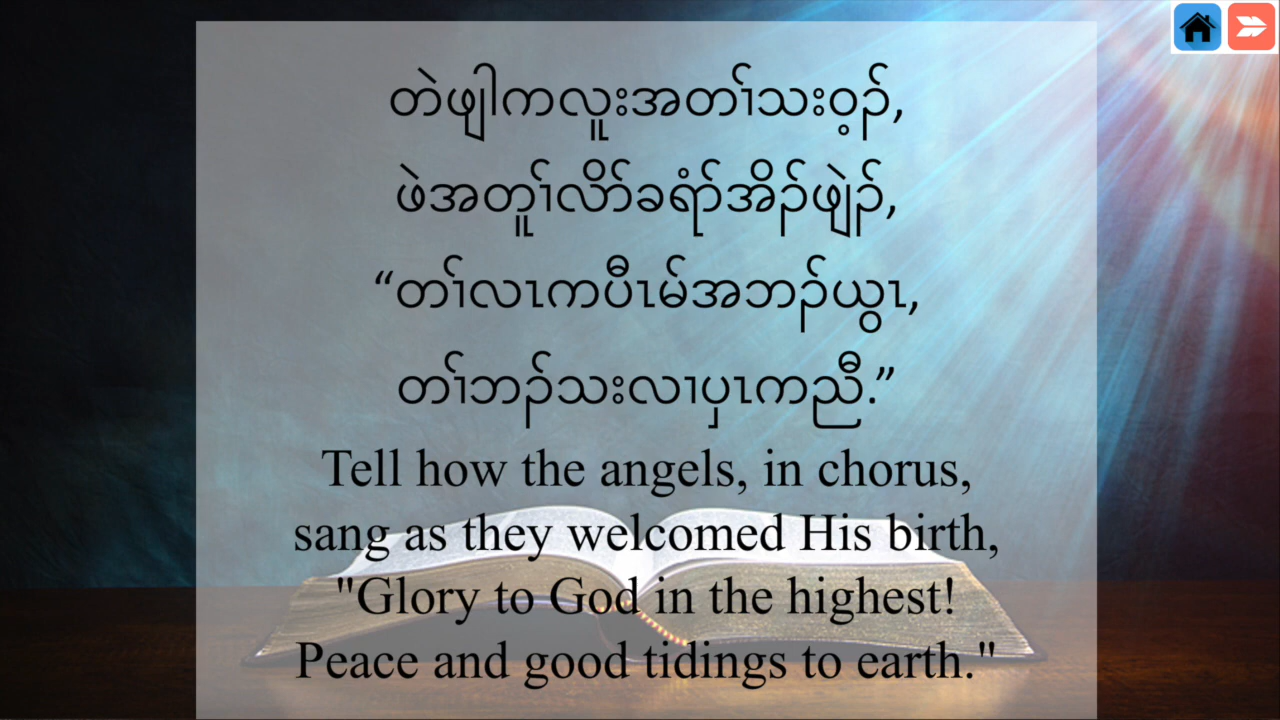 တဲဖျါကလူးအတၢ်သးဝ့ၣ်,
ဖဲအတူၢ်လိာ်ခရံာ်အိၣ်ဖျဲၣ်,
“တၢ်လၤကပီၤမ်အဘၣ်ယွၤ,
တၢ်ဘၣ်သးလၢပှၤကညီ.”
Tell how the angels, in chorus,
sang as they welcomed His birth,
"Glory to God in the highest!
Peace and good tidings to earth."